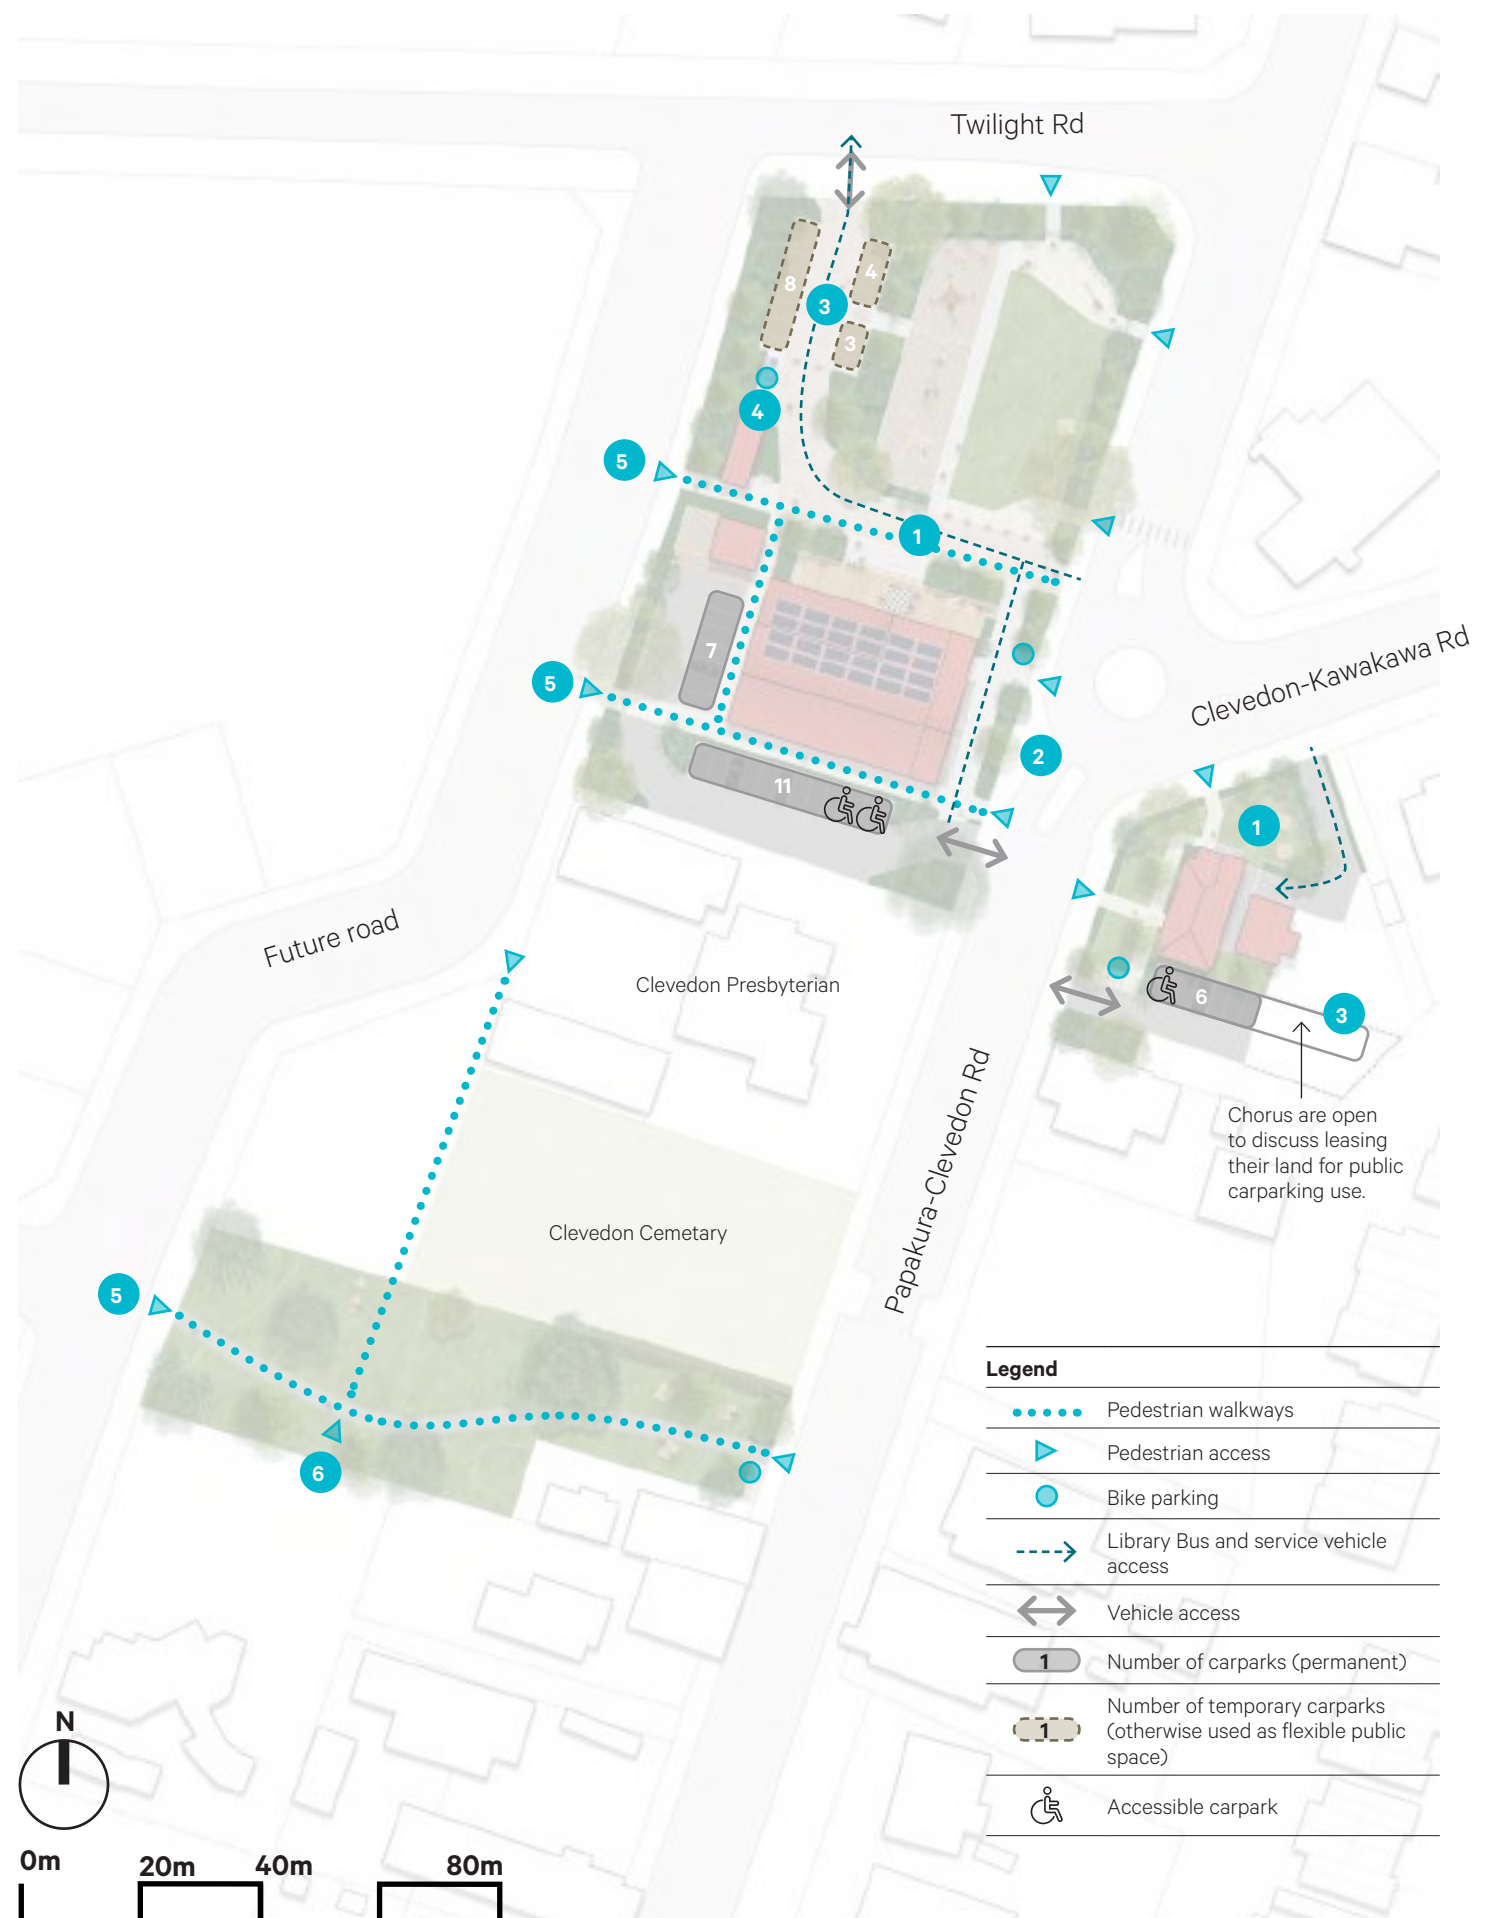 Twilight Rd
8
4
3
3
4
5
1
7
5
2
11
Clevedon-Kawakawa Rd
1
Future road
Clevedon Presbyterian
6
3
Chorus are open
to discuss leasing
their land for public
carparking use.
Papakura-Clevedon Rd
Clevedon Cemetary
5
6
Legend
Pedestrian walkways
Pedestrian access
Bike parking
Library Bus and service vehicle
access
Vehicle access
1
Number of carparks (permanent)
1
Number of temporary carparks
(otherwise used as flexible public
space)
Accessible carpark
N
0m
20m
40m
80m